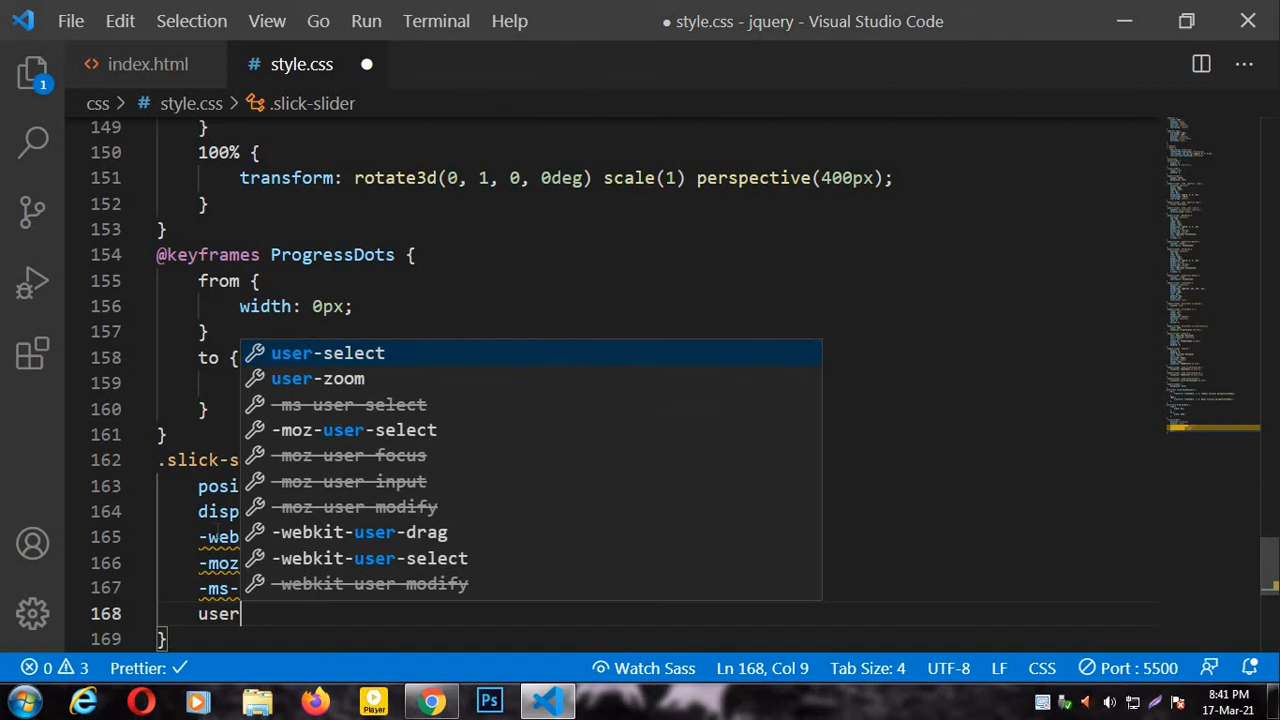 File Edit Selection View Go Run Terminal Help ● style.css - jquery - Visual Studio Code
index.html # style.css ●
css > # style.css > .slick-slider
149 }
150 100% {
151 transform: rotate3d(0, 1, 0, 0deg) scale(1) perspective(400px);
152 }
153 }
154 @keyframes ProgressDots {
155 from {
156 width: 0px;
157 }
158 to {
159
160 }
161 }
162 .slick-s
163 posi
164 disp
165 -web
166 -moz
167 -ms-
168 user
169 }
user-select
user-zoom
-ms-user-select
-moz-user-select
-moz-user-focus
-moz-user-input
-moz-user-modify
-webkit-user-drag
-webkit-user-select
-webkit-user-modify
1
0 3 Prettier: ✓ Watch Sass Ln 168, Col 9 Tab Size: 4 UTF-8 LF CSS Port : 5500
Player Ps 8:41 PM
17-Mar-21